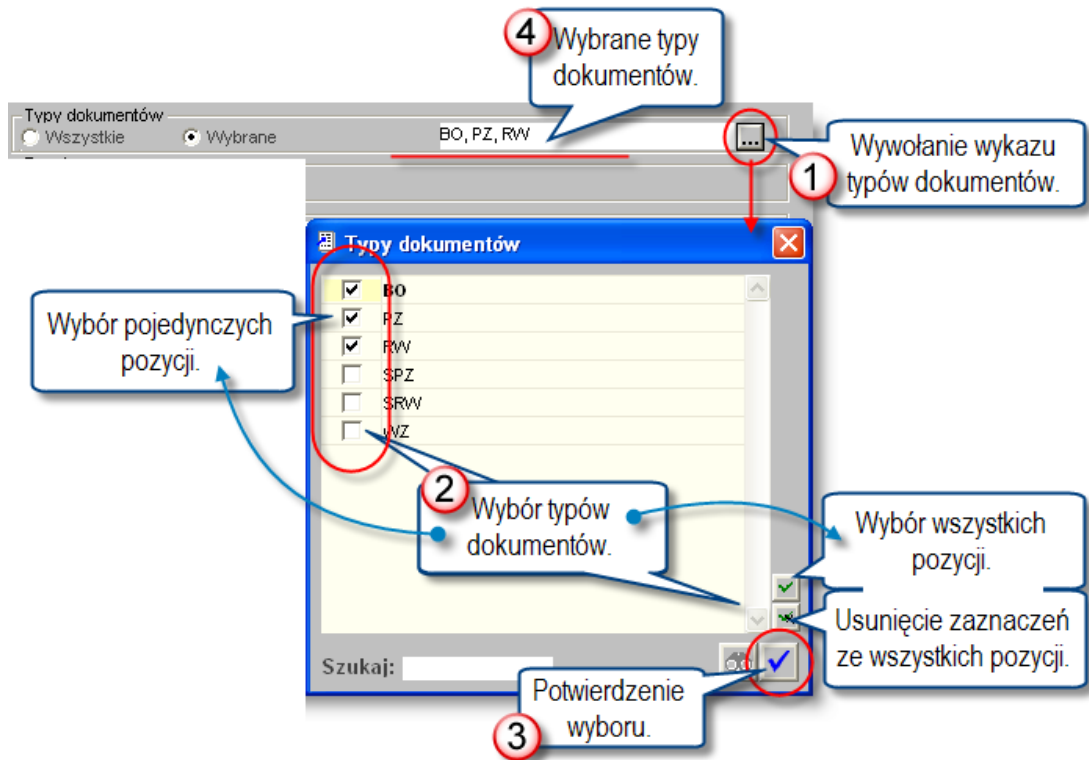 4
Wybrane typy
dokumentów.
Typy dokumentów
Wszystkie
Wybrane
BO, PZ, RW
...
1
Wywołanie wykazu
typów dokumentów.
Typy dokumentów
BO
PZ
RW
SPZ
SRW
WZ
Wybór pojedynczych
pozycji.
2
Wybór typów
dokumentów.
Wybór wszystkich
pozycji.
Usunięcie zaznaczeń
ze wszystkich pozycji.
Szukaj:
Potwierdzenie
wyboru.
3